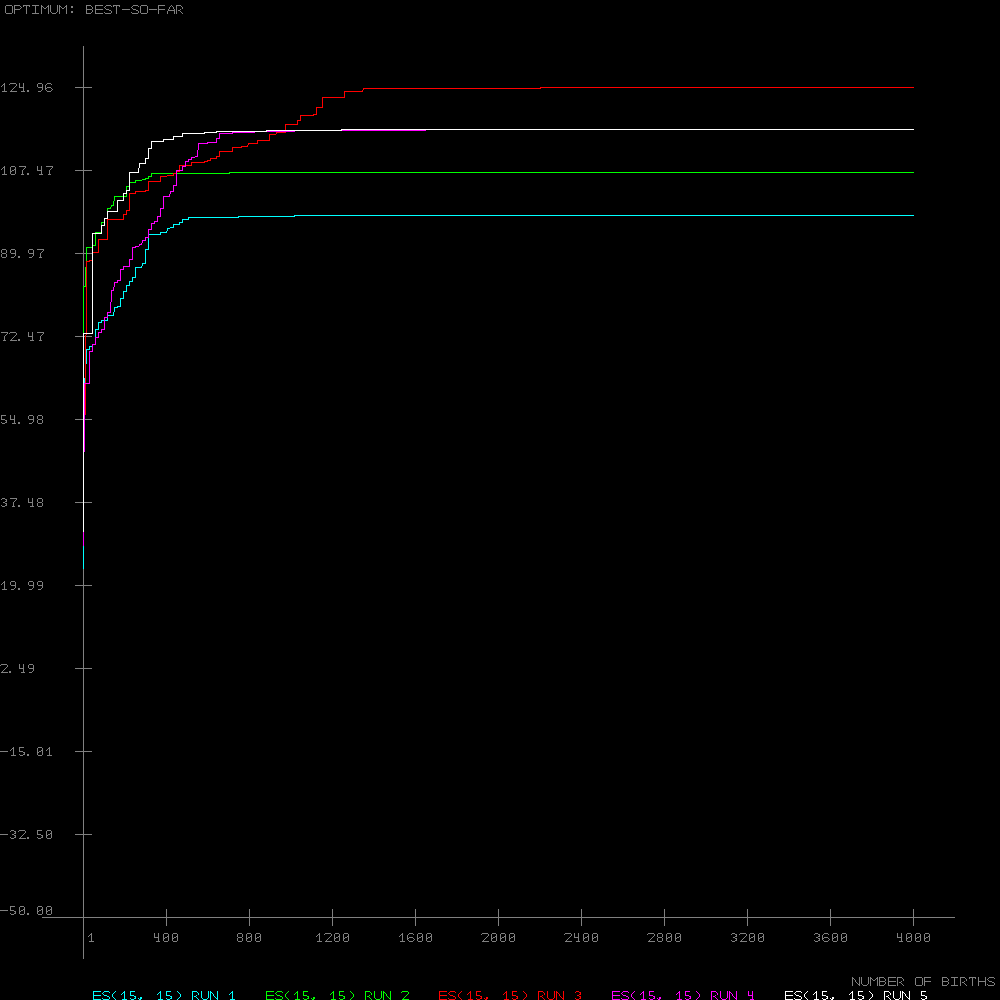 OPTIMUM: BEST-SO-FAR
124.96
107.47
89.97
72.47
54.98
37.48
19.99
2.49
-15.01
-32.50
-50.00
1 400 800 1200 1600 2000 2400 2800 3200 3600 4000
NUMBER OF BIRTHS
ES(15, 15) RUN 1 ES(15, 15) RUN 2 ES(15, 15) RUN 3 ES(15, 15) RUN 4 ES(15, 15) RUN 5